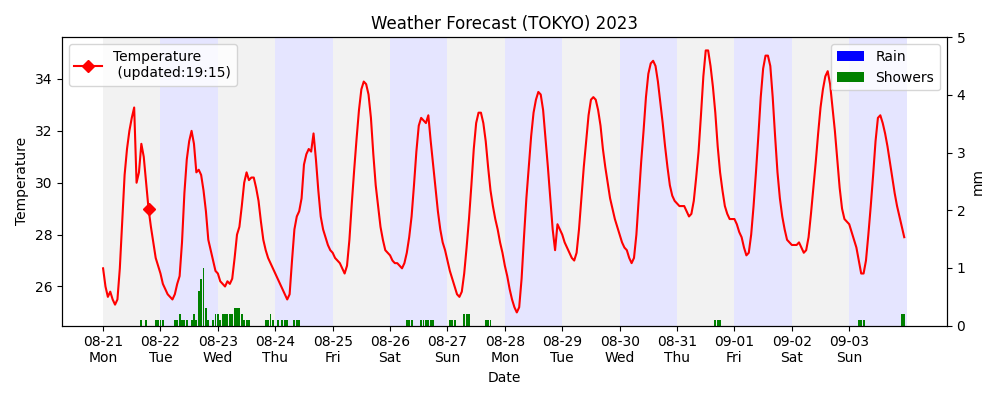 Weather Forecast (TOKYO) 2023
Temperature
(updated:19:15)
Rain
Showers
Temperature
34
32
30
28
26
5
4
3
2
1
0
mm
08-21 08-22 08-23 08-24 08-25 08-26 08-27 08-28 08-29 08-30 08-31 09-01 09-02 09-03
Mon Tue Wed Thu Fri Sat Sun Mon Tue Wed Thu Fri Sat Sun
Date